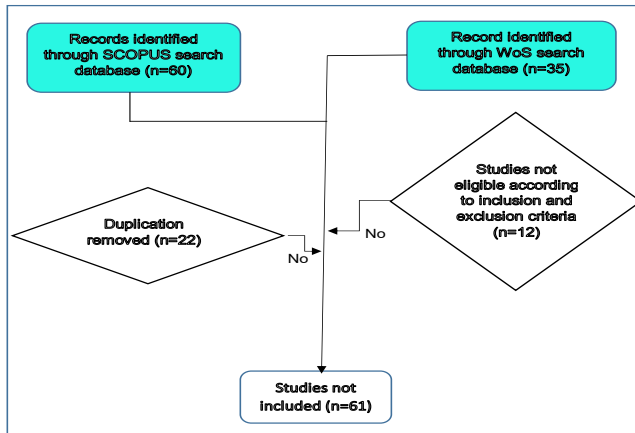 Records identified
through SCOPUS search
database (n=60)
Record identified
through WoS search
database (n=35)
Studies not
eligible according
to inclusion and
exclusion criteria
(n=12)
Duplication
removed (n=22)
No
No
Studies not
included (n=61)